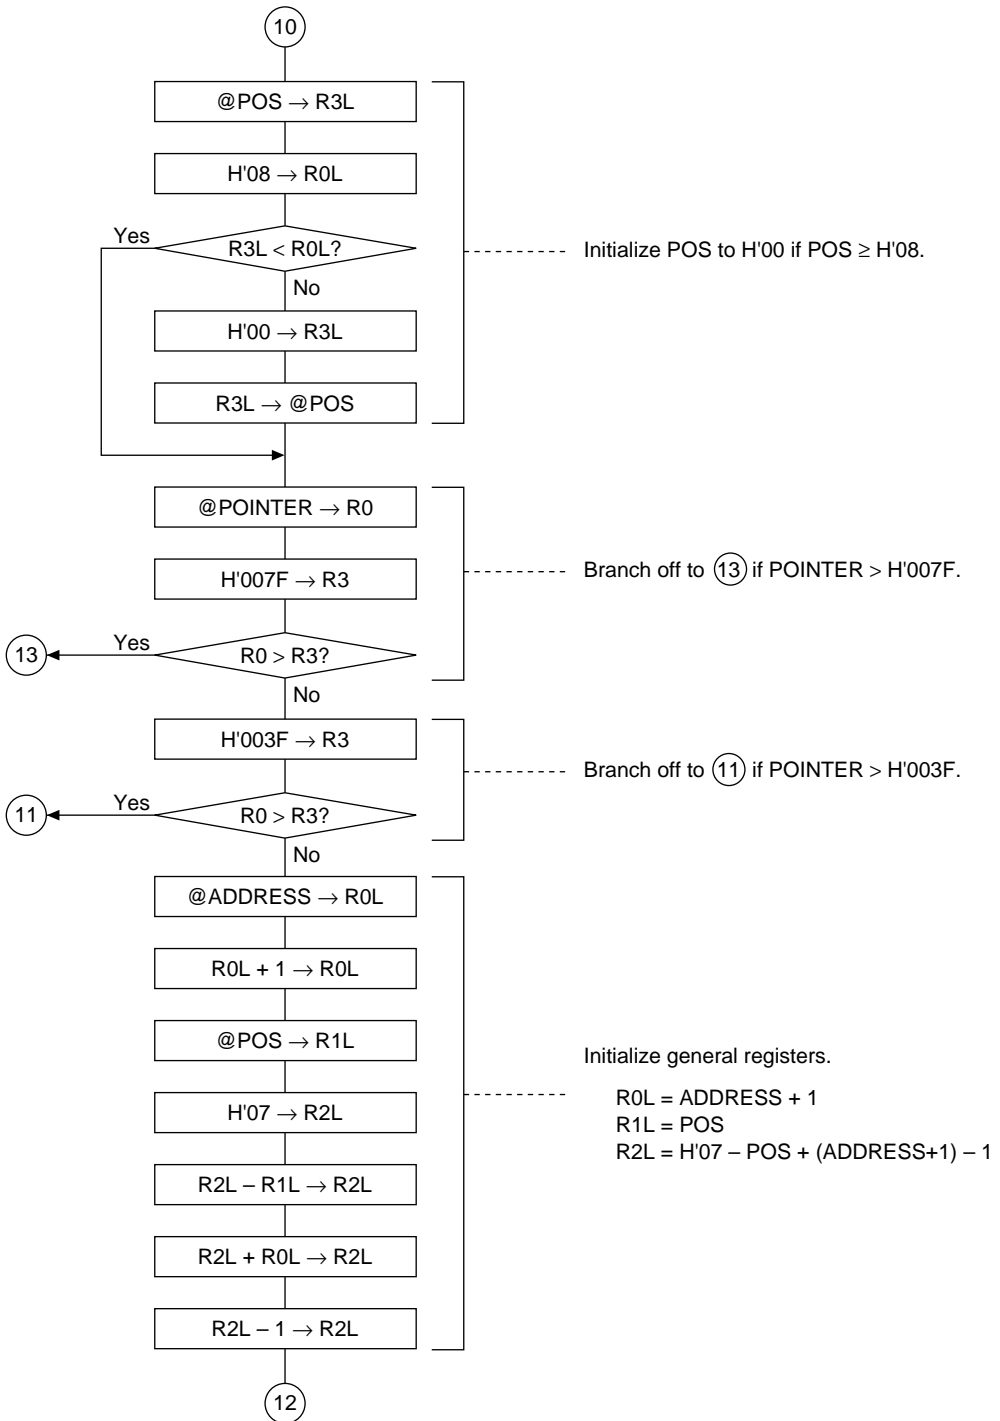 10
@POS → R3L
H'08 → R0L
Yes
R3L < R0L?
Initialize POS to H'00 if POS ≥ H'08.
No
H'00 → R3L
R3L → @POS
@POINTER → R0
H'007F → R3
Branch off to 13 if POINTER > H'007F.
13
Yes
R0 > R3?
No
H'003F → R3
Branch off to 11 if POINTER > H'003F.
11
Yes
R0 > R3?
No
@ADDRESS → R0L
R0L + 1 → R0L
@POS → R1L
Initialize general registers.
H'07 → R2L
R0L = ADDRESS + 1
R1L = POS
R2L = H'07 – POS + (ADDRESS+1) – 1
R2L – R1L → R2L
R2L + R0L → R2L
R2L – 1 → R2L
12